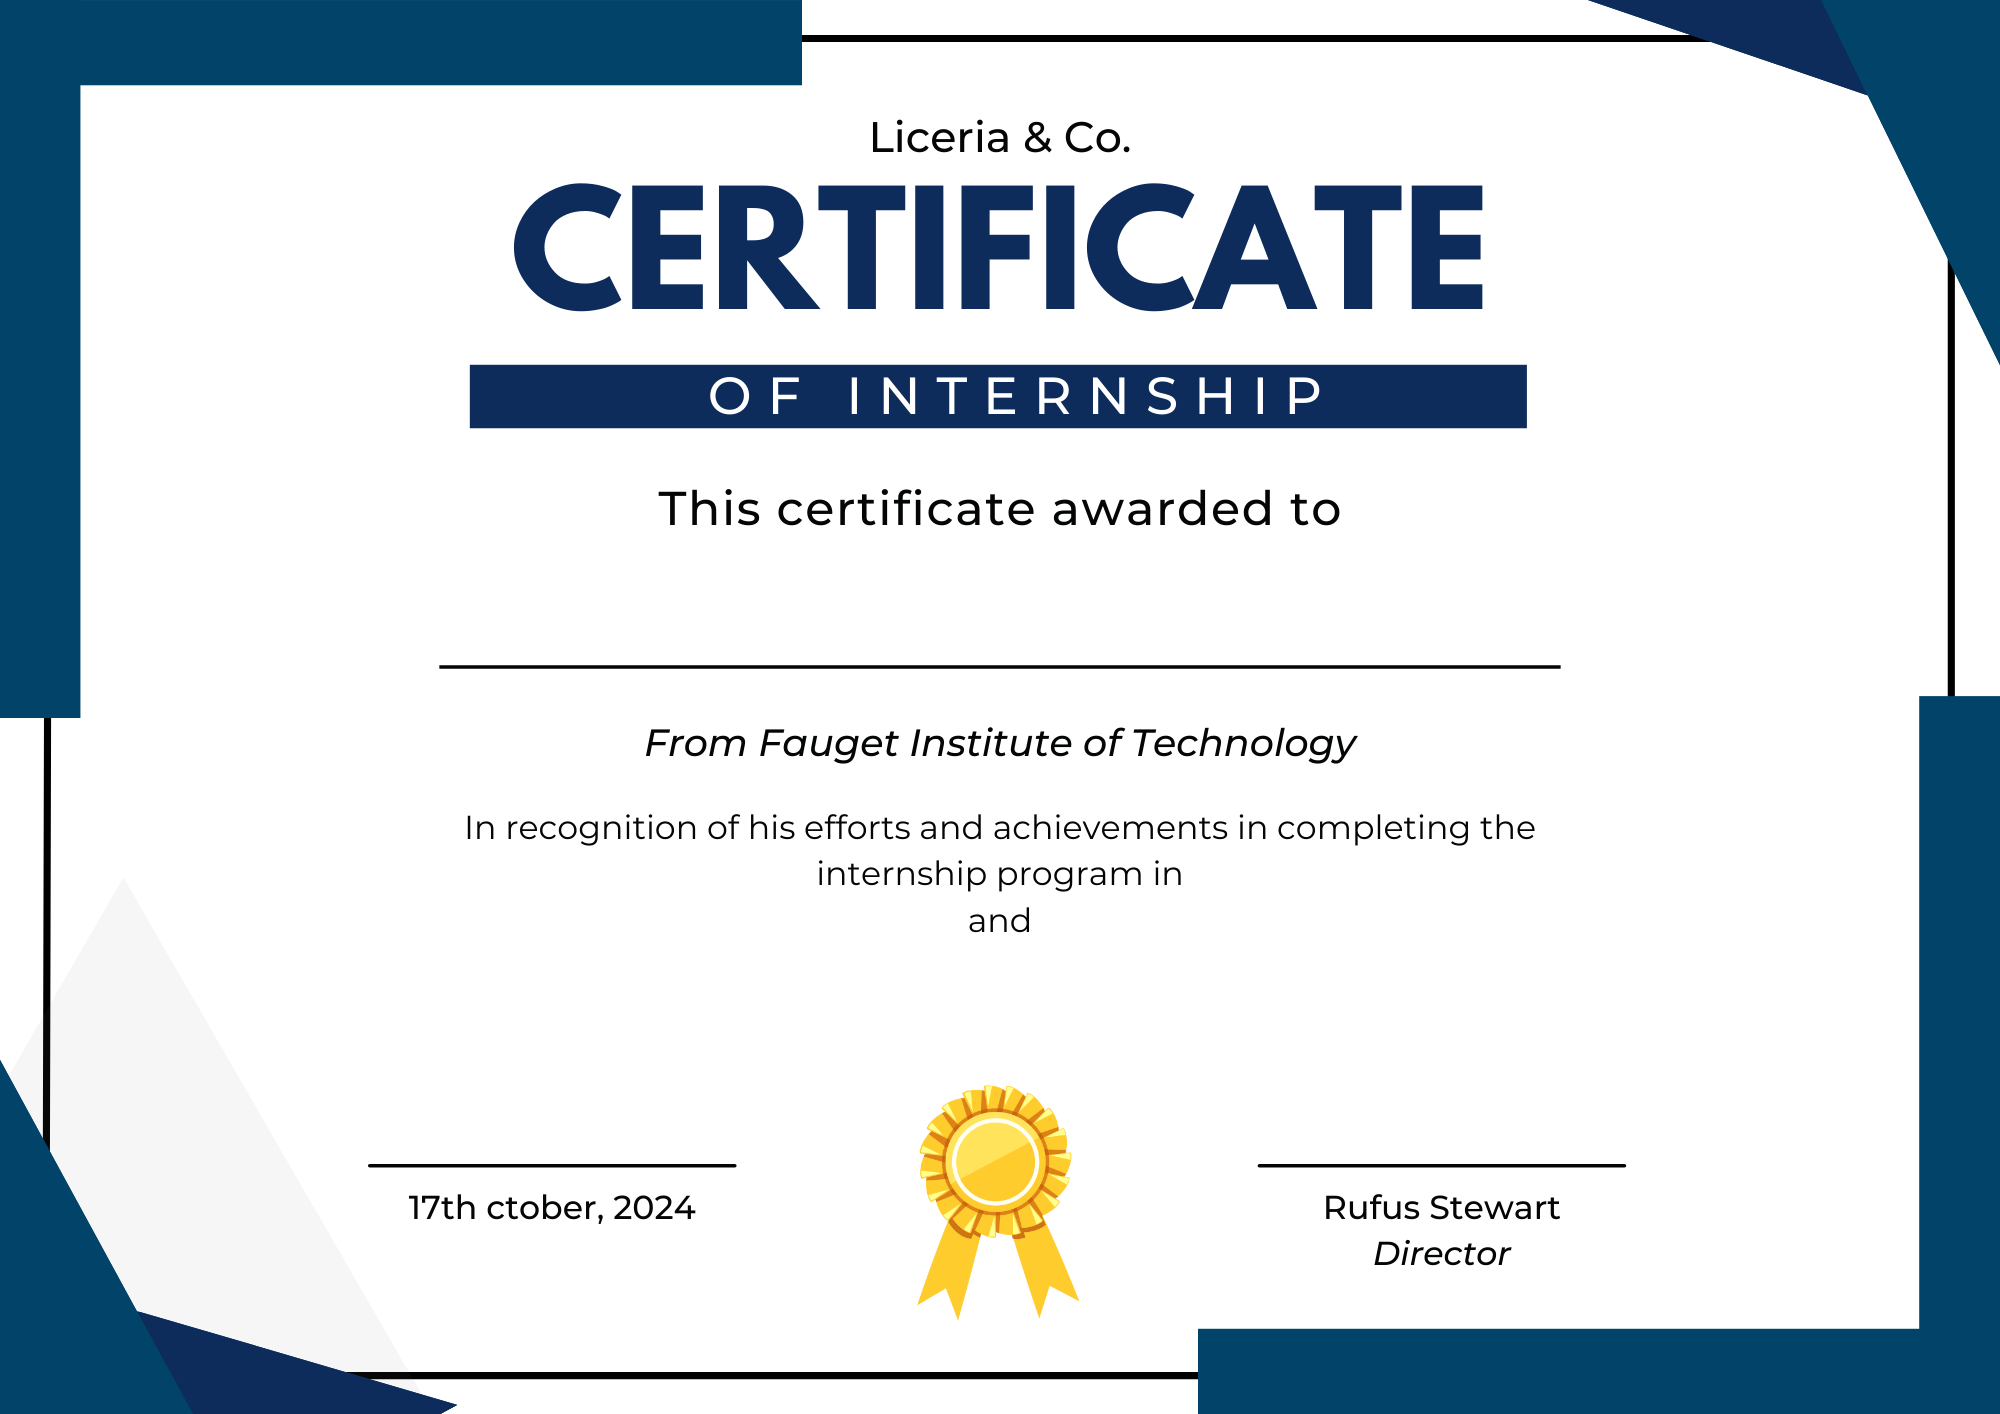 Liceria & Co.
CERTIFICATE
OF INTERNSHIP
This certificate awarded to
From Fauget Institute of Technology
In recognition of his efforts and achievements in completing the
internship program in
and
17th ctober, 2024
Rufus Stewart
Director